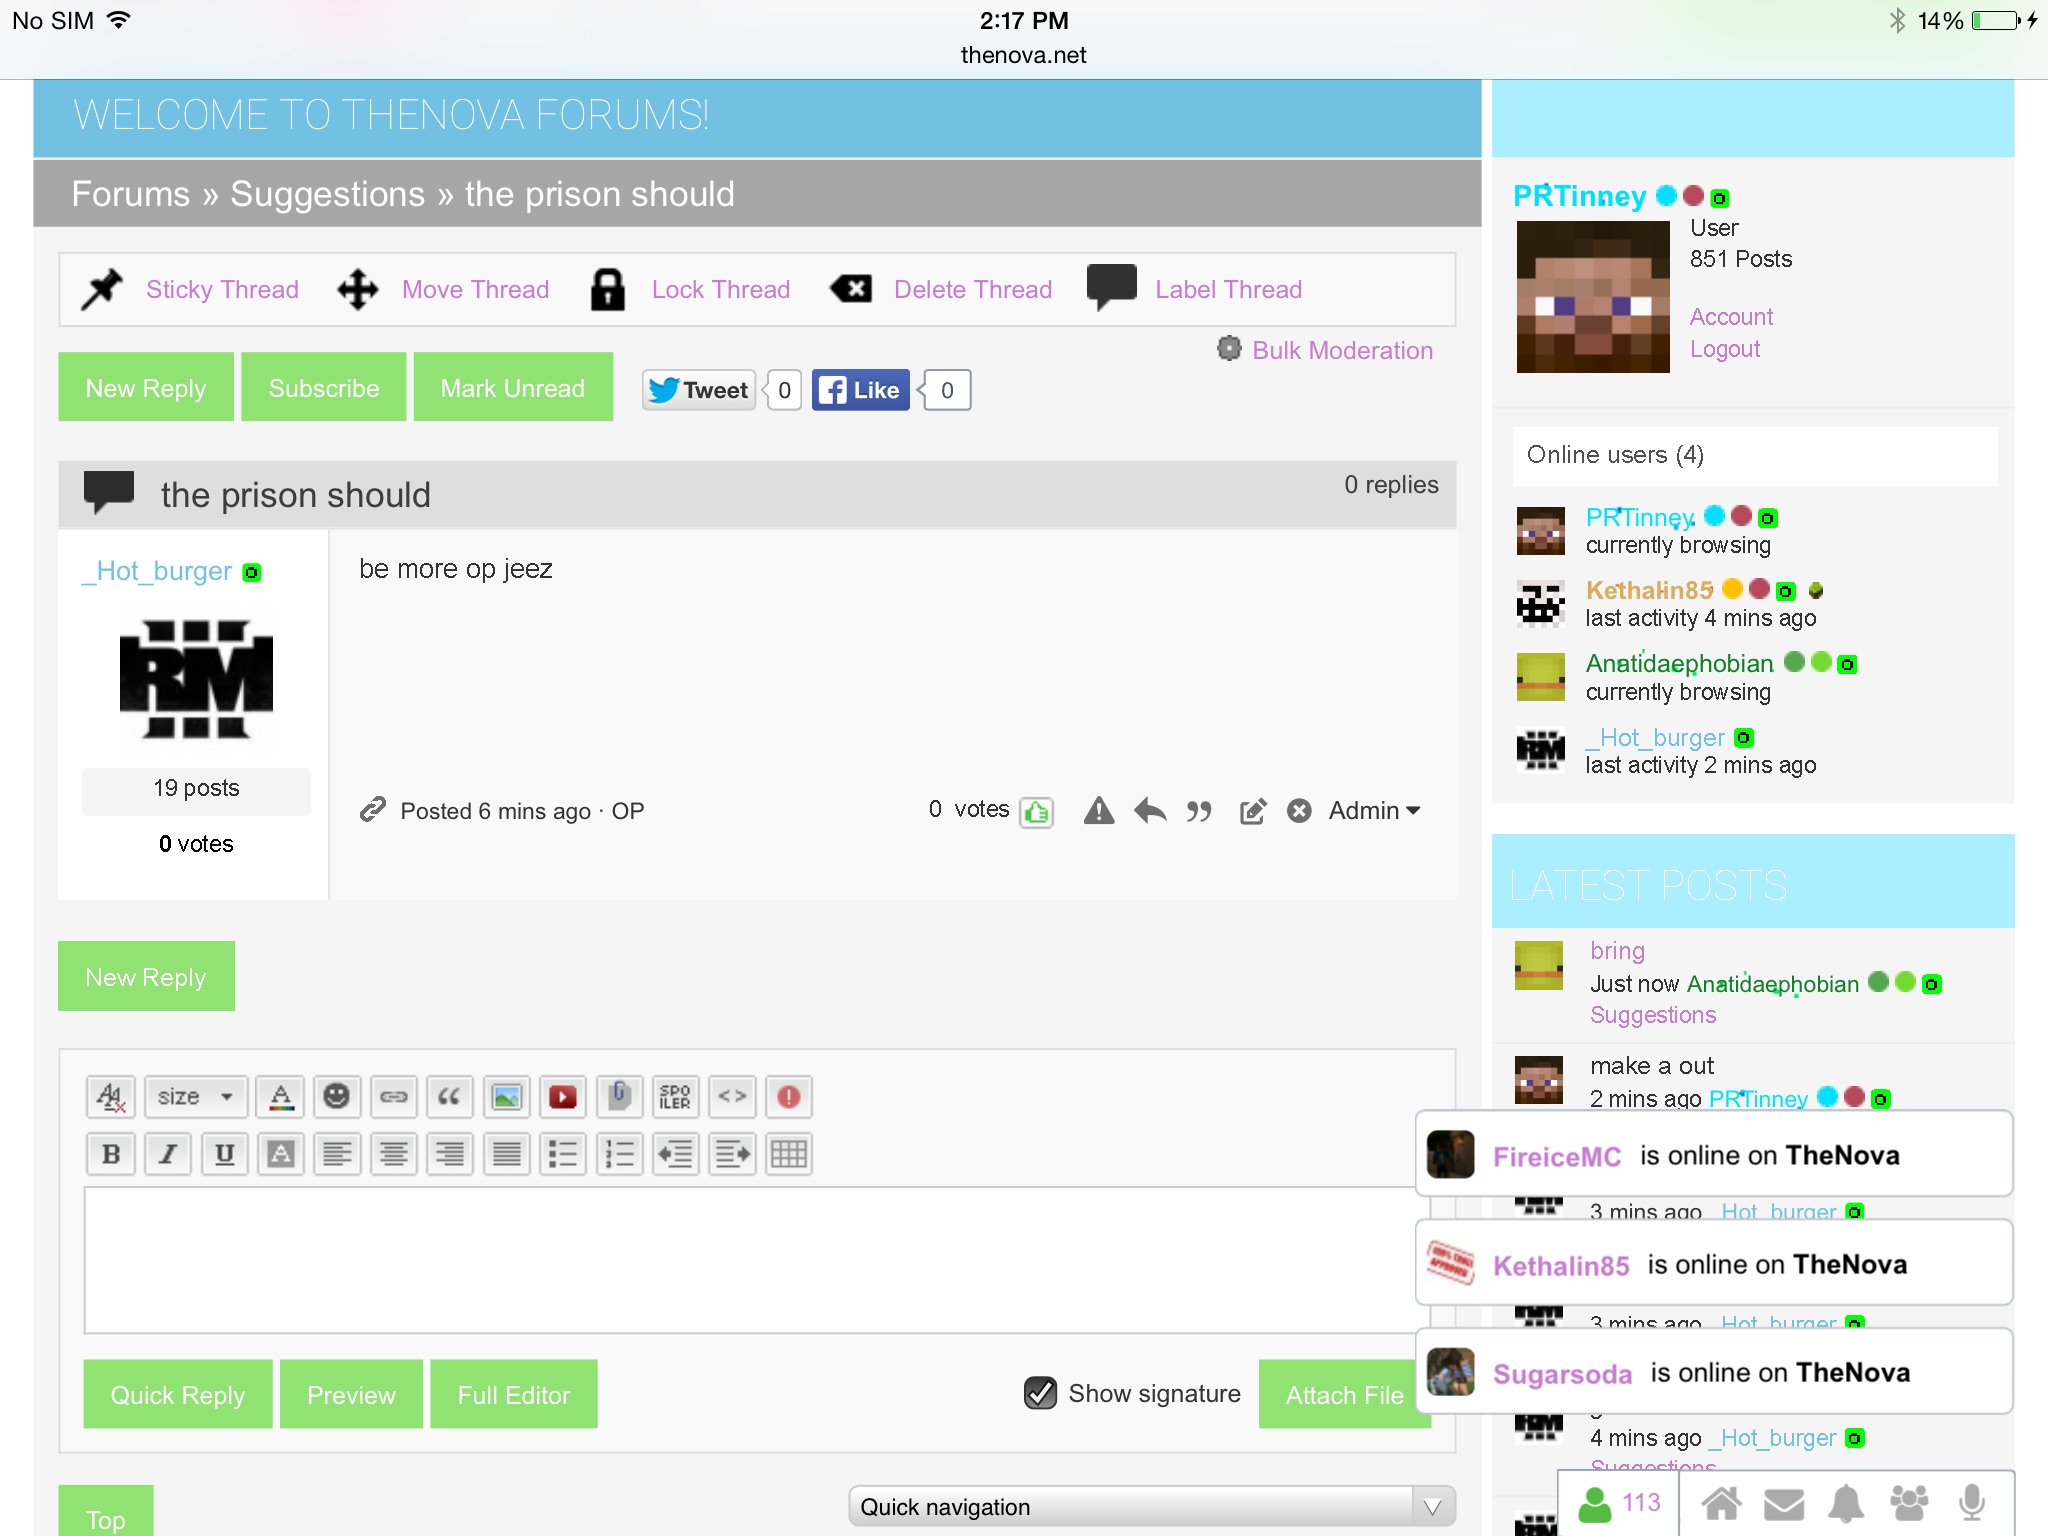 No SIM 2:17 PM 14%
thenova.net
WELCOME TO THENOVA FORUMS!
Forums » Suggestions » the prison should
Sticky Thread Move Thread Lock Thread Delete Thread Label Thread
Bulk Moderation
New Reply Subscribe Mark Unread Tweet 0 Like 0
the prison should 0 replies
_Hot_burger
be more op jeez
RM
19 posts
0 votes
Posted 6 mins ago · OP 0 votes Admin
New Reply
size
SPO
ILER
B I U A
Quick Reply Preview Full Editor Show signature Attach File
Top Quick navigation
PRTinney
User
851 Posts
Account
Logout
Online users (4)
PRTinney
currently browsing
Kethalin85
last activity 4 mins ago
Anatidaephobian
currently browsing
_Hot_burger
last activity 2 mins ago
LATEST POSTS
bring
Just now Anatidaephobian
Suggestions
make a out
2 mins ago PRTinney
FireiceMC is online on TheNova
3 mins ago _Hot_burger
Kethalin85 is online on TheNova
3 mins ago _Hot_burger
Sugarsoda is online on TheNova
4 mins ago _Hot_burger
Suggestions
113